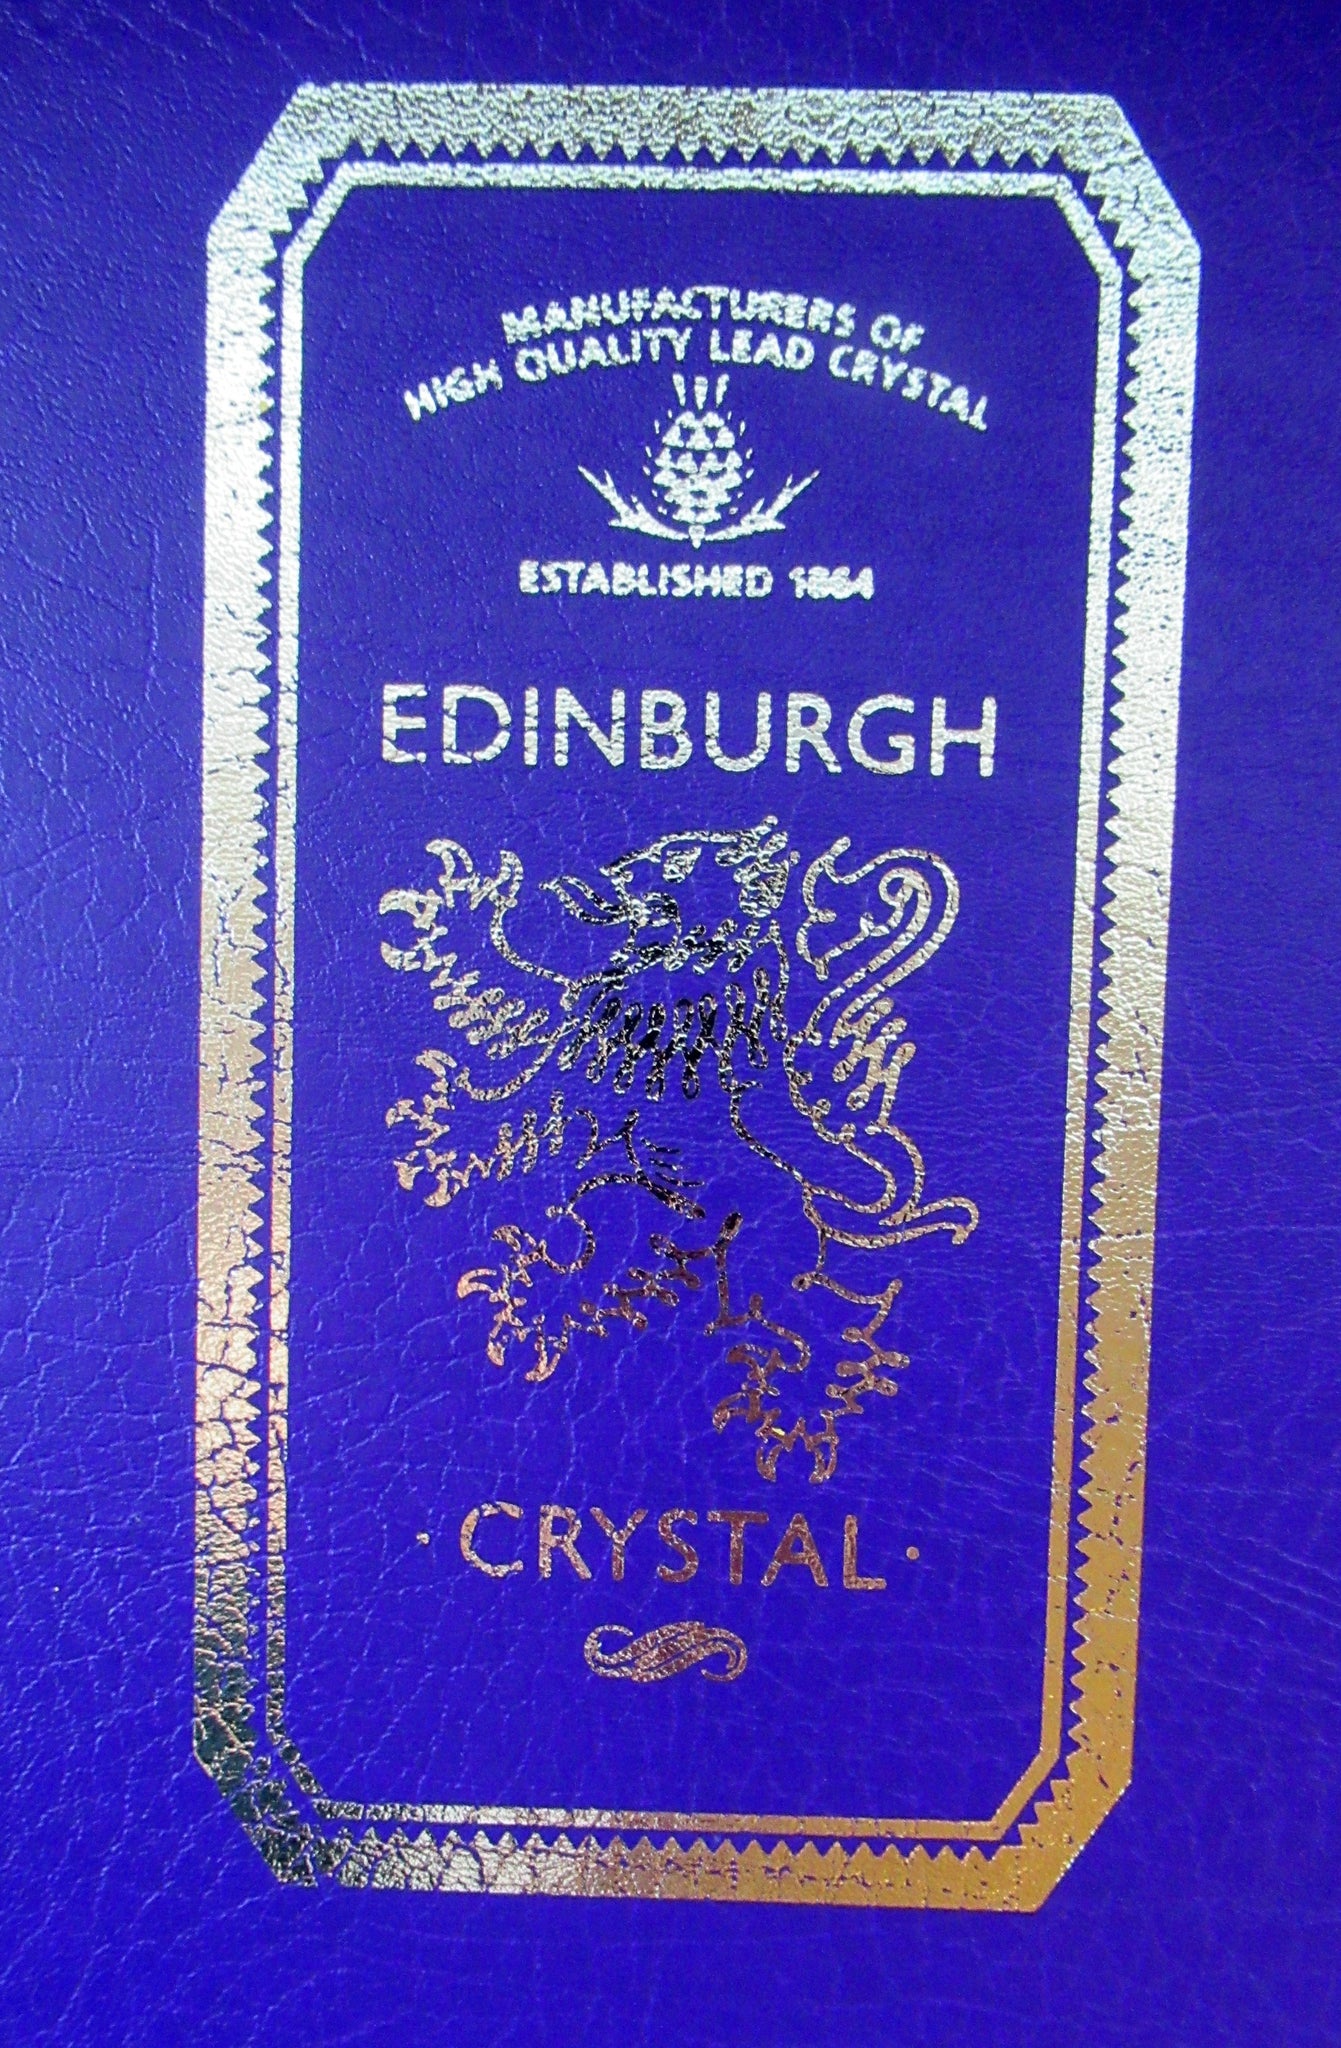 MANUFACTURERS OF
HIGH QUALITY LEAD CRYSTAL
ESTABLISHED 1864
EDINBURGH
· CRYSTAL ·